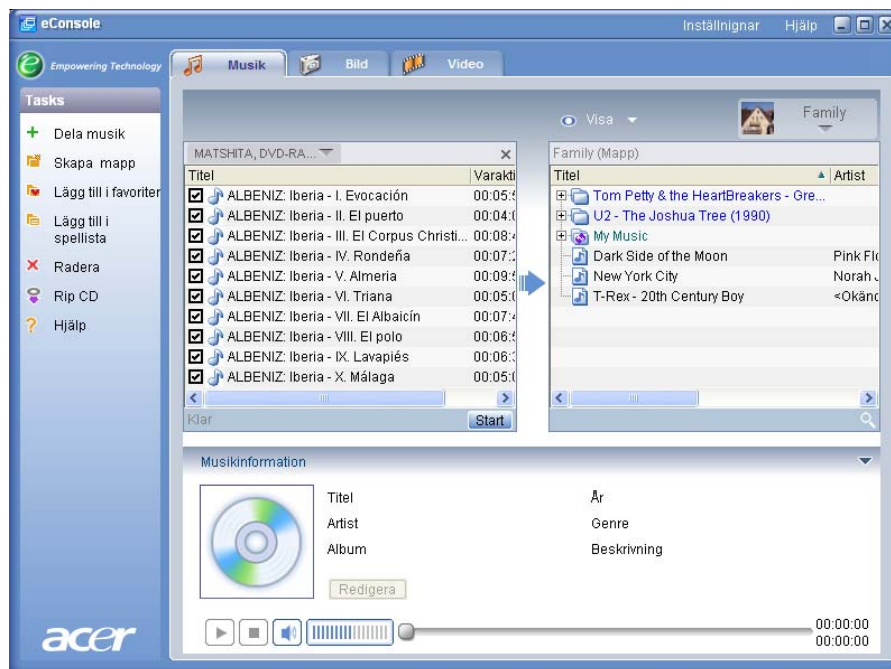 eConsole
Inställnignar Hjälp
Empowering Technology
Musik Bild Video
Tasks
Dela musik
Skapa mapp
Lägg till i favoriter
Lägg till i
spellista
Radera
Rip CD
Hjälp
Visa
Family
MATSHITA, DVD-RA...
Titel Varakti
ALBENIZ: Iberia - I. Evocación 00:05:
ALBENIZ: Iberia - II. El puerto 00:04:
ALBENIZ: Iberia - III. El Corpus Christi... 00:08:
ALBENIZ: Iberia - IV. Rondeña 00:07:
ALBENIZ: Iberia - V. Almeria 00:09:
ALBENIZ: Iberia - VI. Triana 00:05:
ALBENIZ: Iberia - VII. El Albaicín 00:07:
ALBENIZ: Iberia - VIII. El polo 00:06:
ALBENIZ: Iberia - IX. Lavapiés 00:06:
ALBENIZ: Iberia - X. Málaga 00:05:
Klar Start
Family (Mapp)
Titel Artist
Tom Petty & the HeartBreakers - Gre...
U2 - The Joshua Tree (1990)
My Music
Dark Side of the Moon Pink Flo
New York City Norah
T-Rex - 20th Century Boy <Okänd
Musikinformation
Titel År
Artist Genre
Album Beskrivning
Redigera
00:00:00
00:00:00
acer